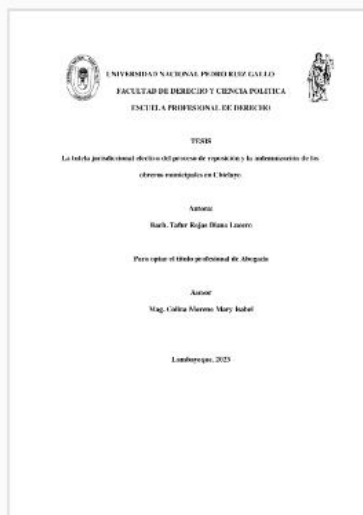 UNIVERSIDAD NACIONAL PEDRO RUIZ GALLO
FACULTAD DE DERECHO Y CIENCIA POLITICA
ESCUELA PROFESIONAL DE DERECHO
TESIS
La tutela jurisdiccional efectiva del proceso de reposición y la indemnización de los
obreros municipales en Chiclayo.
Autora:
Bach. Tafur Rojas Diana Lucero
Para optar el título profesional de Abogada
Asesor
Mag. Colina Moreno Mary Isabel
Lambayeque, 2023